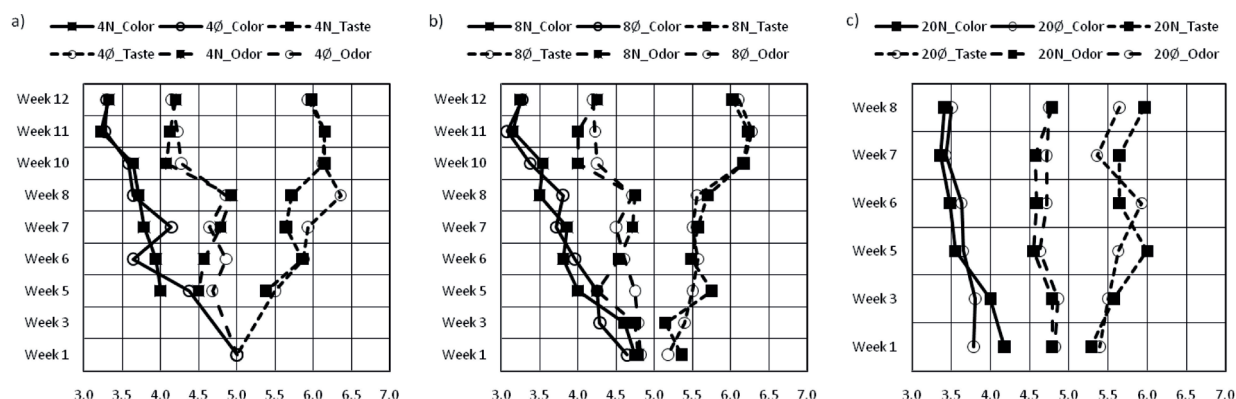 a)
4N_Color 4Ø_Color 4N_Taste
4Ø_Taste 4N_Odor 4Ø_Odor
Week 12
Week 11
Week 10
Week 8
Week 7
Week 6
Week 5
Week 3
Week 1
3.0 3.5 4.0 4.5 5.0 5.5 6.0 6.5 7.0
b)
8N_Color 8Ø_Color 8N_Taste
8Ø_Taste 8N_Odor 8Ø_Odor
Week 12
Week 11
Week 10
Week 8
Week 7
Week 6
Week 5
Week 3
Week 1
3.0 3.5 4.0 4.5 5.0 5.5 6.0 6.5 7.0
c)
20N_Color 20Ø_Color 20N_Taste
20Ø_Taste 20N_Odor 20Ø_Odor
Week 8
Week 7
Week 6
Week 5
Week 3
Week 1
3.0 3.5 4.0 4.5 5.0 5.5 6.0 6.5 7.0